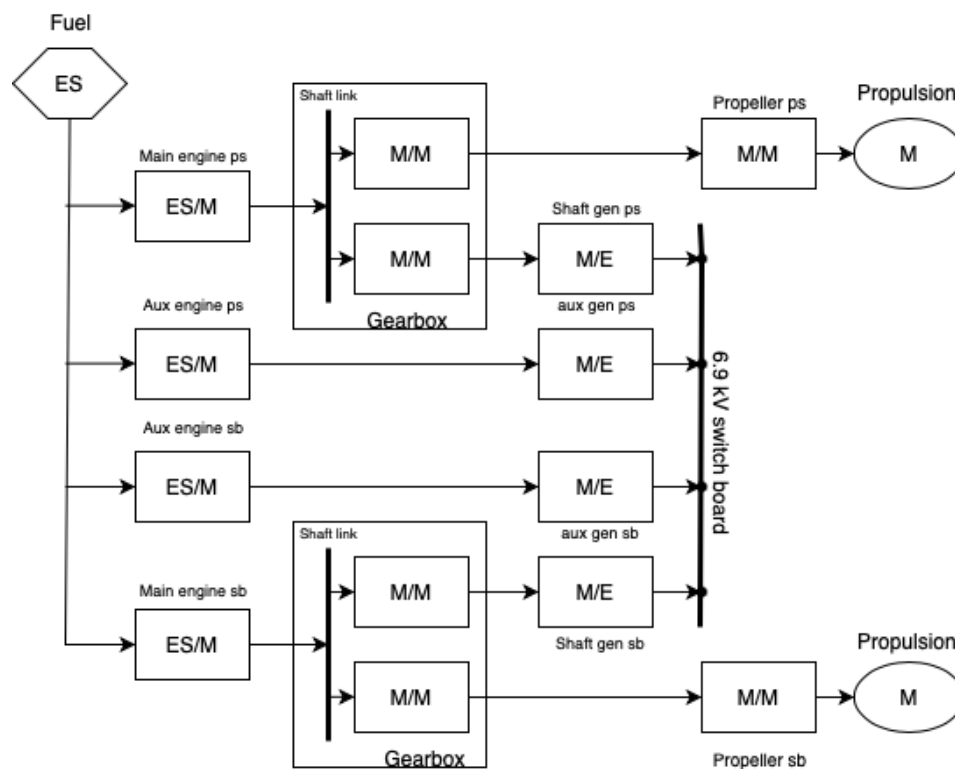 Fuel
ES
Shaft link
Propeller ps
Propulsion
Main engine ps
M/M
M/M
M
ES/M
Shaft gen ps
M/M
M/E
Gearbox
Aux engine ps
aux gen ps
ES/M
M/E
6.9 kV switch board
Aux engine sb
ES/M
M/E
Shaft link
aux gen sb
Main engine sb
M/M
M/E
ES/M
Shaft gen sb
Propulsion
M/M
M/M
M
Gearbox
Propeller sb